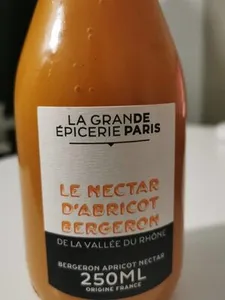 LA GRANDE
ÉPICERIE PARIS
LE NECTAR
D'ABRICOT
BERGERON
DE LA VALLÉE DU RHÔNE
BERGERON APRICOT NECTAR
250ML
ORIGINE FRANCE